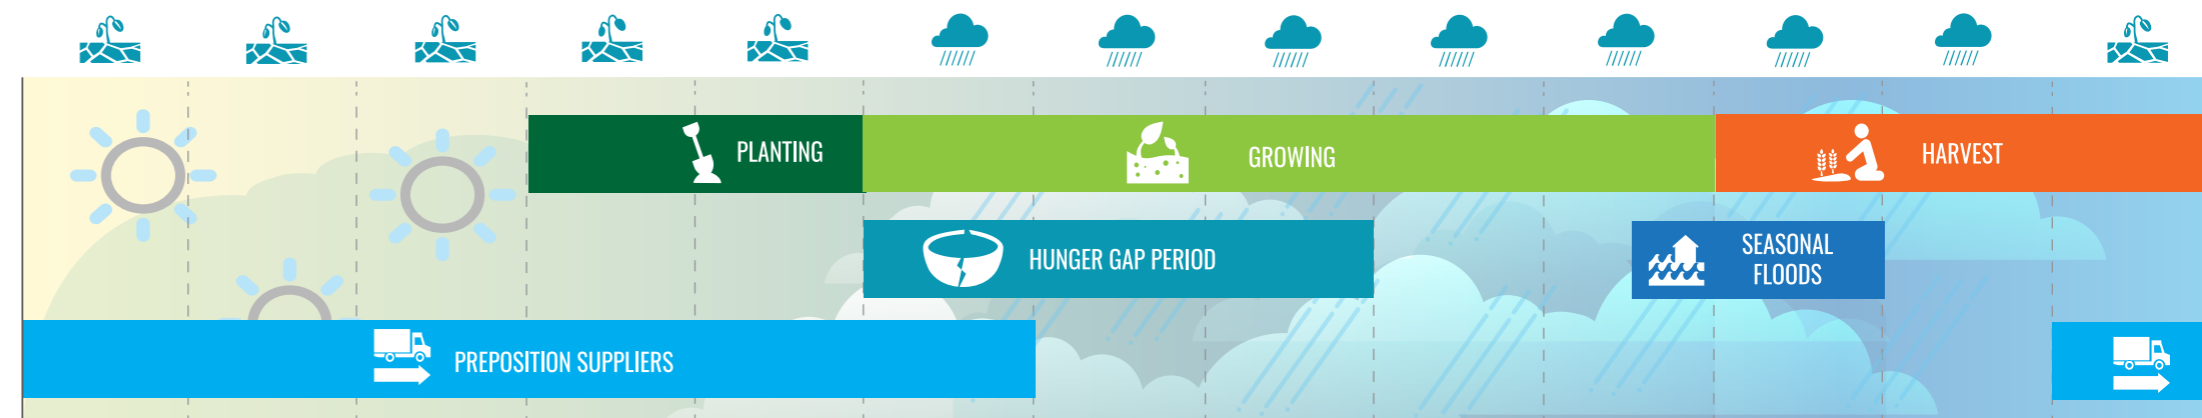 PLANTING
GROWING
HARVEST
HUNGER GAP PERIOD
SEASONAL
FLOODS
PREPOSITION SUPPLIERS